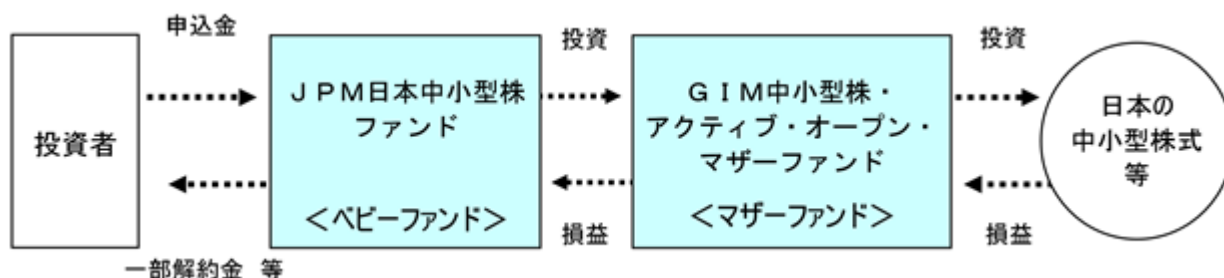 申込金
投資者
一部解約金 等
ＪＰＭ日本中小型株
ファンド
＜ベビーファンド＞
投資
損益
ＧＩＭ中小型株・
アクティブ・オープン・
マザーファンド
＜マザーファンド＞
投資
損益
日本の
中小型株式
等